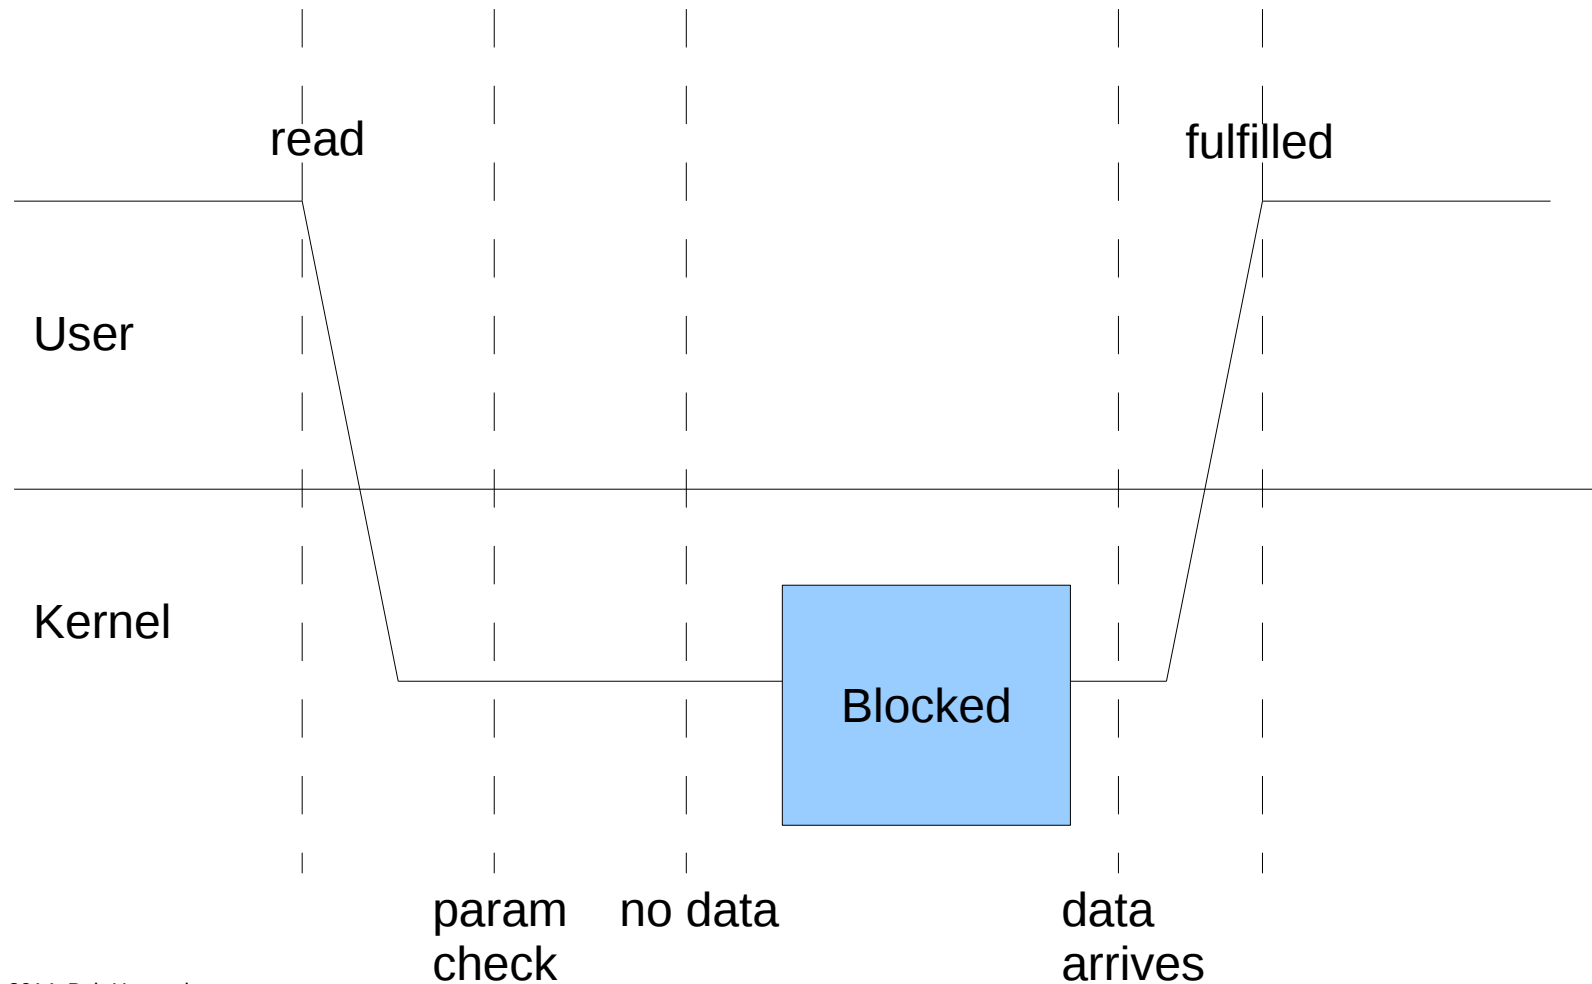 read
fulfilled
User
Kernel
Blocked
param
check
no data
data
arrives